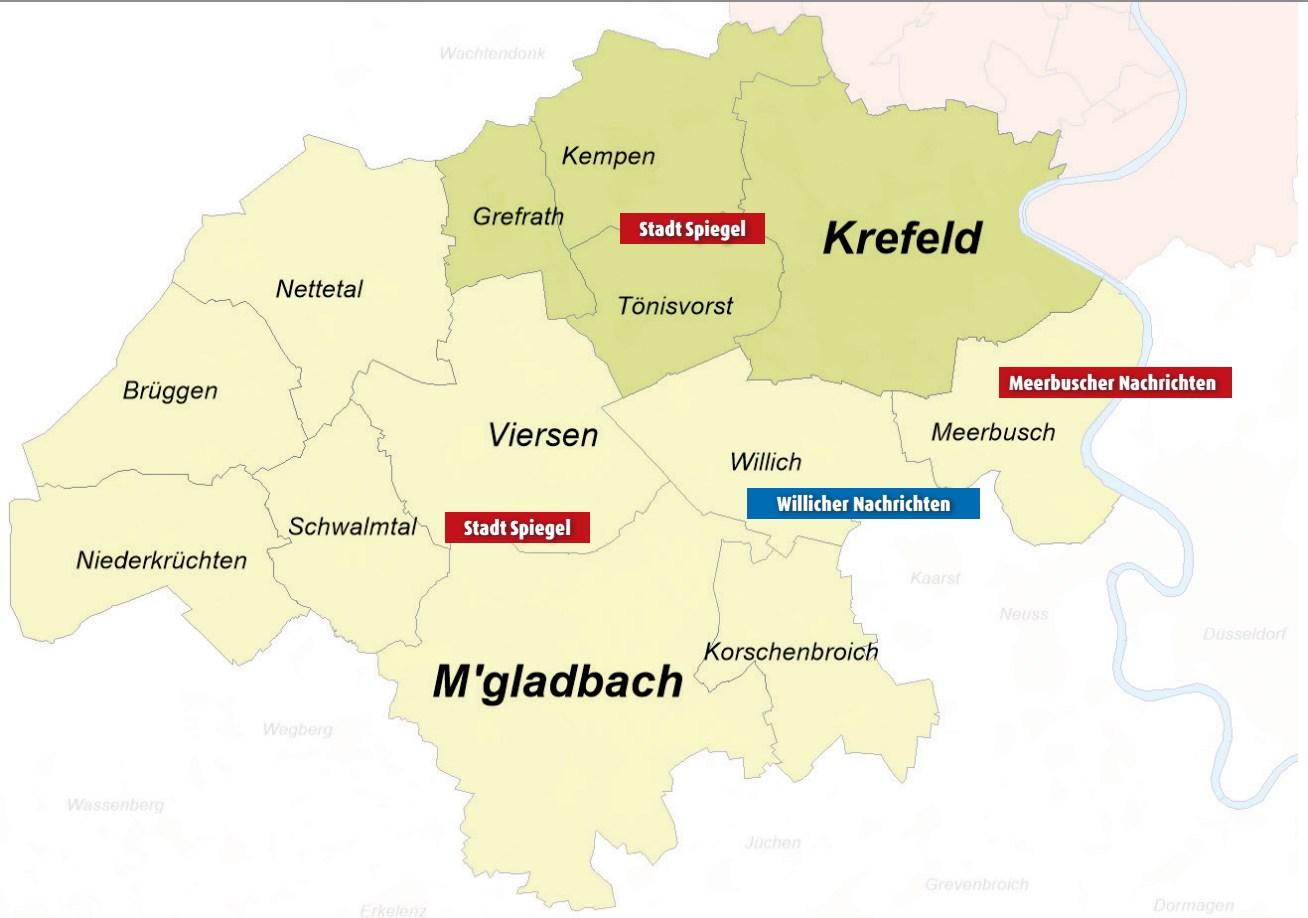 Wachtendonk
Kempen
Grefrath
Stadt Spiegel
Krefeld
Nettetal
Tönisvorst
Brüggen
Meerbuscher Nachrichten
Viersen
Meerbusch
Willich
Willicher Nachrichten
Schwalmtal
Stadt Spiegel
Niederkrüchten
Kaarst
Neuss
Düsseldorf
Korschenbroich
M'gladbach
Wegberg
Wassenberg
Jüchen
Grevenbroich
Dormagen
Erkelenz